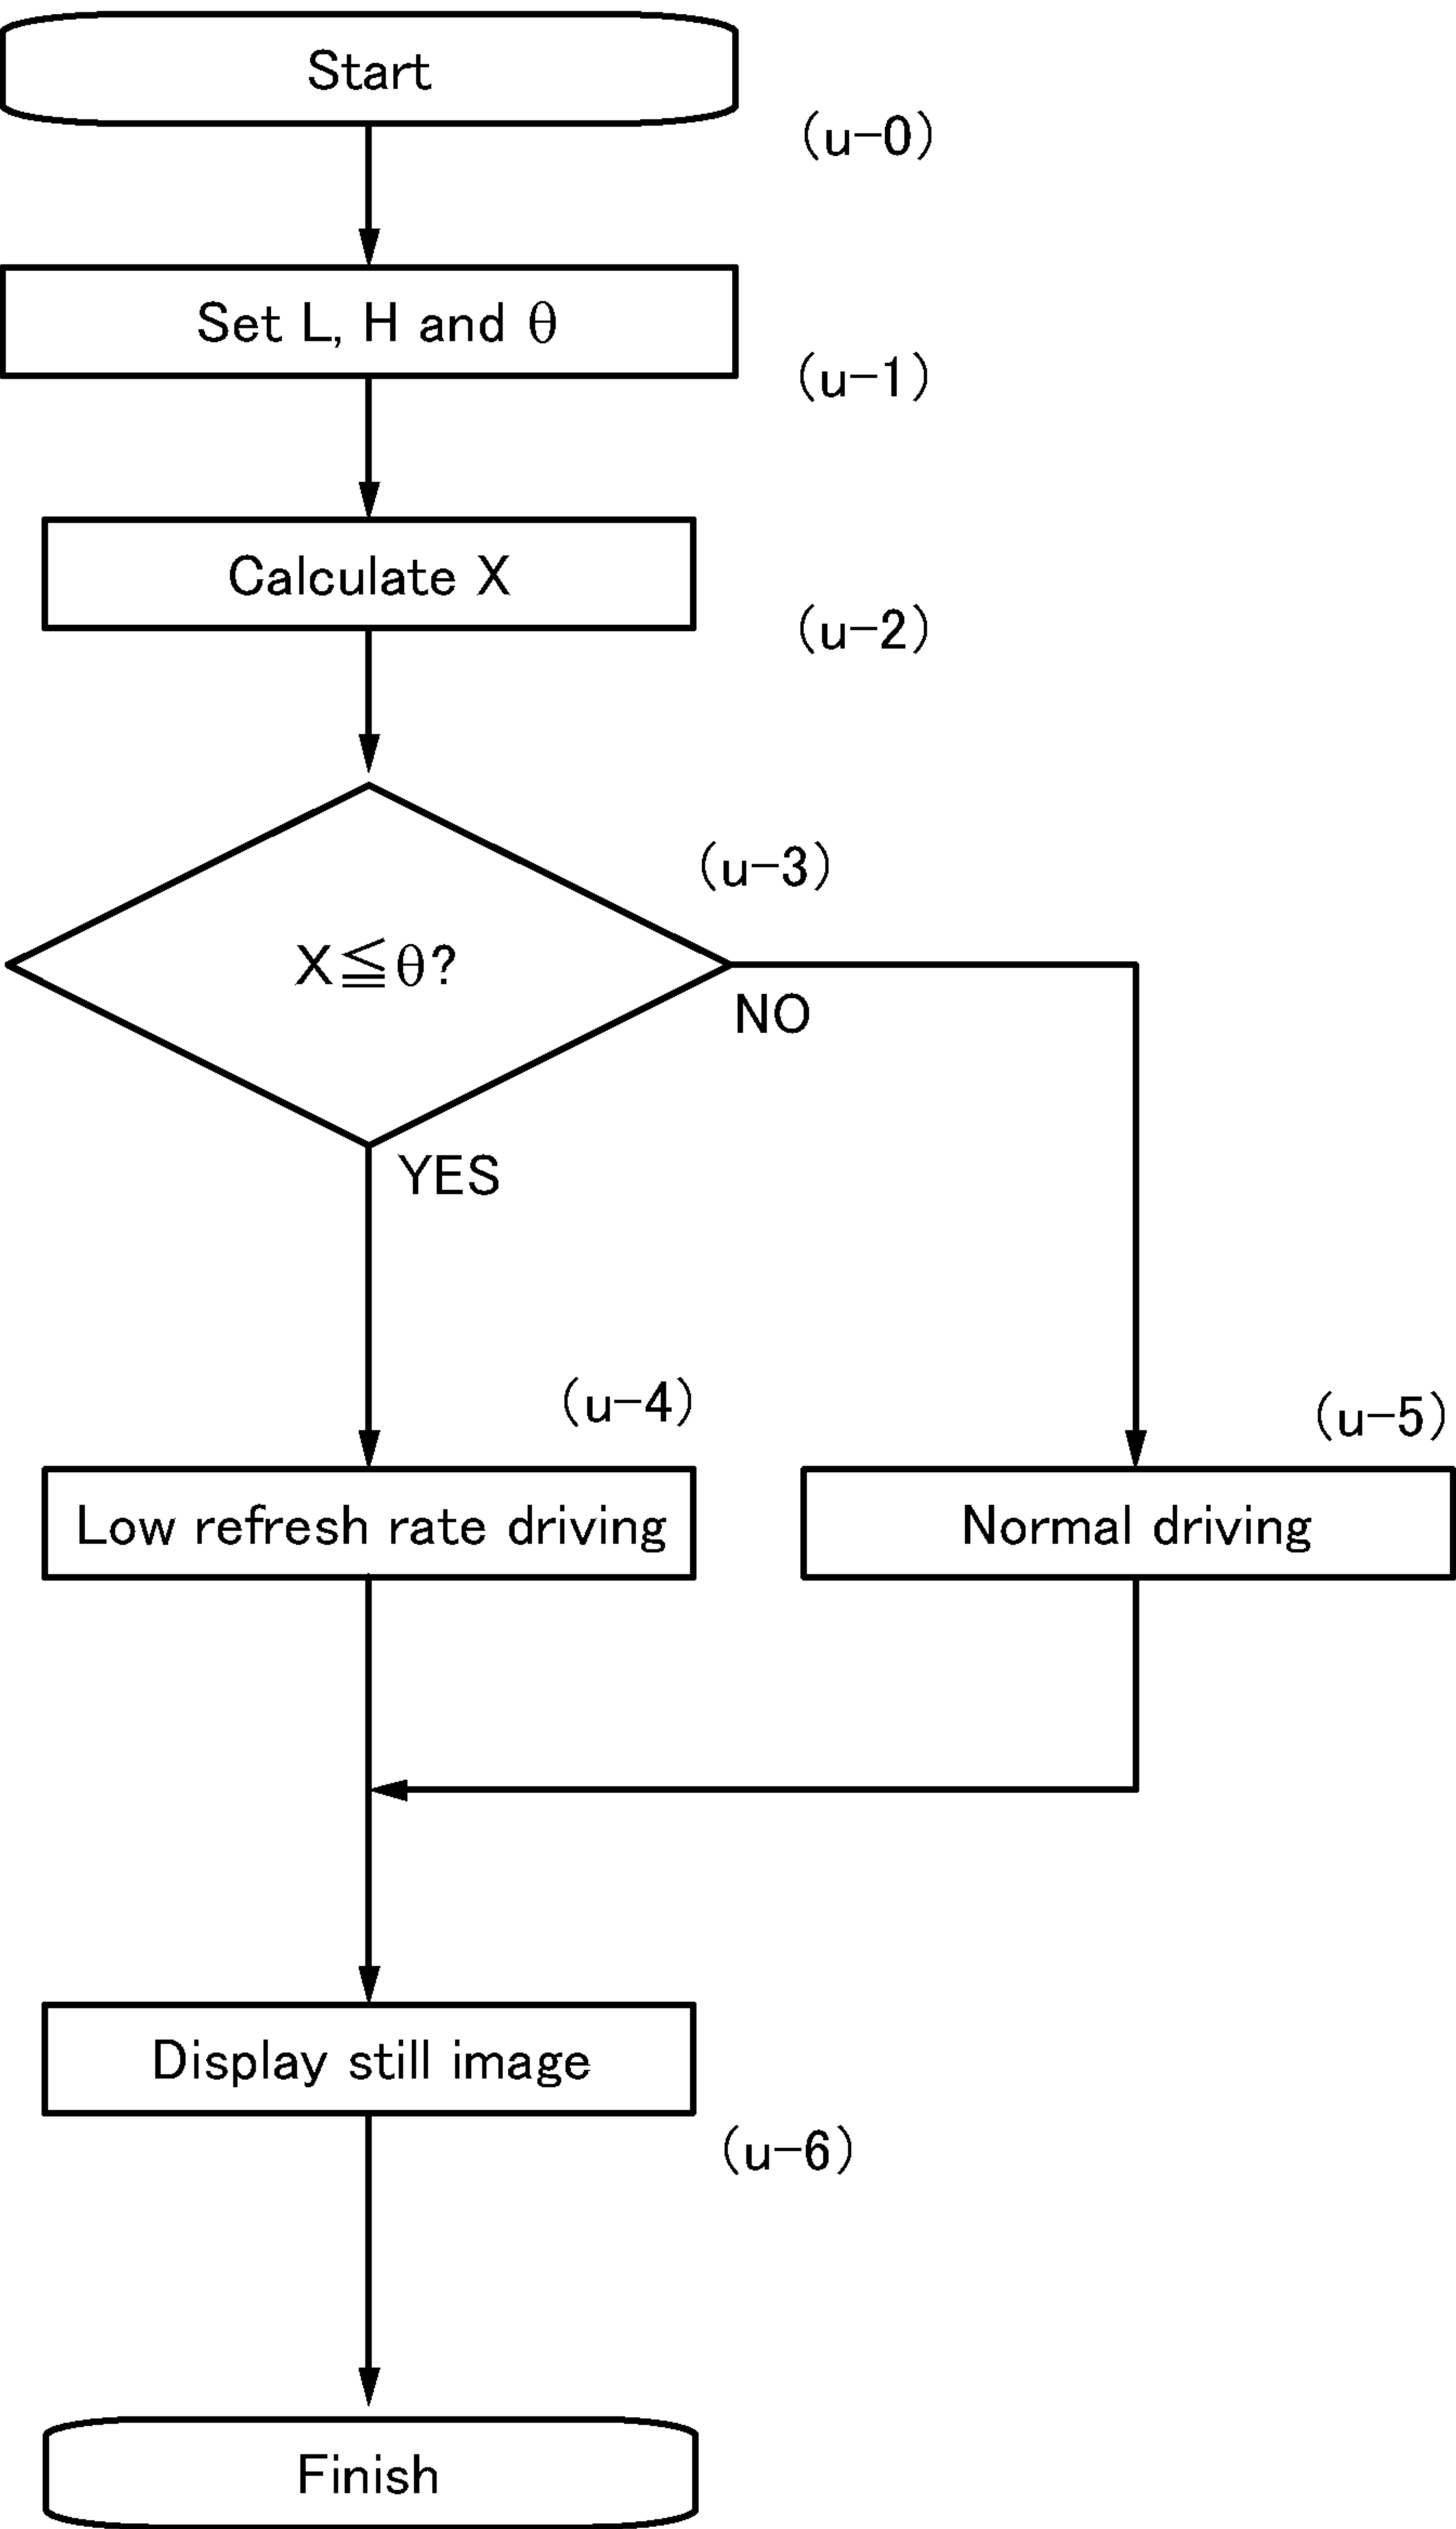 Start
(u-0)
Set L, H and θ
(u-1)
Calculate X
(u-2)
(u-3)
X≦θ?
NO
YES
(u-4)
(u-5)
Low refresh rate driving
Normal driving
Display still image
(u-6)
Finish